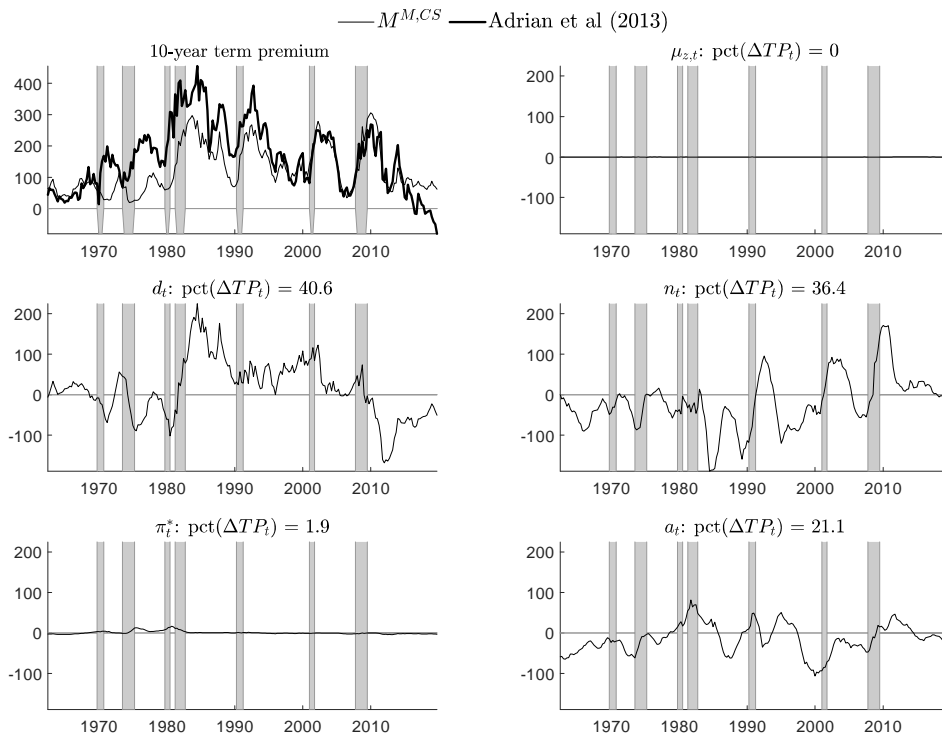 M^{M,CS} Adrian et al (2013)
10-year term premium
400
300
200
100
0
1970 1980 1990 2000 2010
μ_{z,t}: pct(ΔTP_t) = 0
200
100
0
-100
1970 1980 1990 2000 2010
d_t: pct(ΔTP_t) = 40.6
200
100
0
-100
1970 1980 1990 2000 2010
n_t: pct(ΔTP_t) = 36.4
200
100
0
-100
1970 1980 1990 2000 2010
π_t^*: pct(ΔTP_t) = 1.9
200
100
0
-100
1970 1980 1990 2000 2010
a_t: pct(ΔTP_t) = 21.1
200
100
0
-100
1970 1980 1990 2000 2010